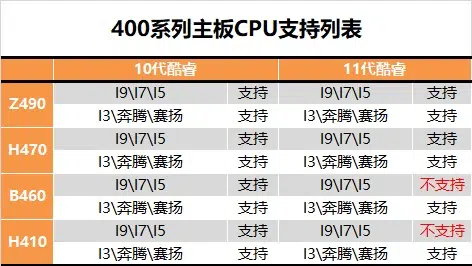 400系列主板CPU支持列表
10代酷睿 11代酷睿
Z490 I9\I7\I5 支持 I9\I7\I5 支持
I3\奔腾\赛扬 支持 I3\奔腾\赛扬 支持
H470 I9\I7\I5 支持 I9\I7\I5 支持
I3\奔腾\赛扬 支持 I3\奔腾\赛扬 支持
B460 I9\I7\I5 支持 I9\I7\I5 不支持
I3\奔腾\赛扬 支持 I3\奔腾\赛扬 支持
H410 I9\I7\I5 支持 I9\I7\I5 不支持
I3\奔腾\赛扬 支持 I3\奔腾\赛扬 支持